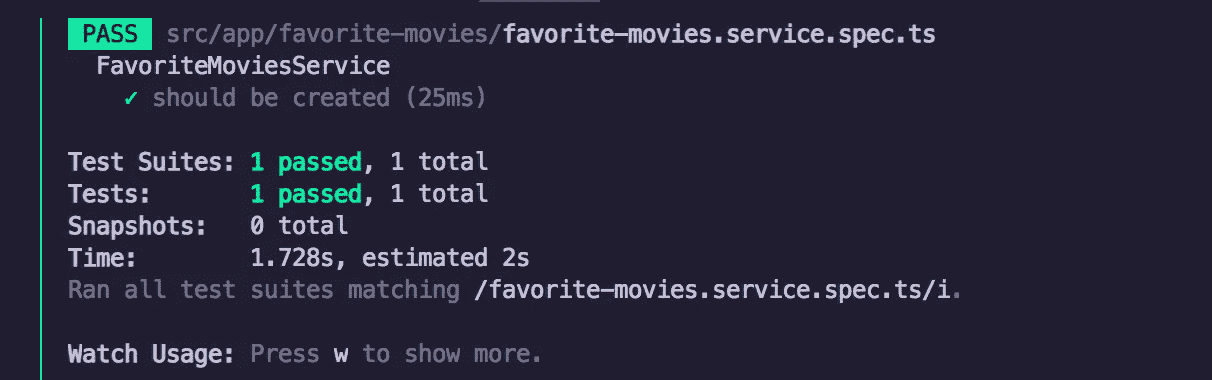 PASS src/app/favorite-movies/favorite-movies.service.spec.ts
FavoriteMoviesService
✓ should be created (25ms)
Test Suites: 1 passed, 1 total
Tests: 1 passed, 1 total
Snapshots: 0 total
Time: 1.728s, estimated 2s
Ran all test suites matching /favorite-movies.service.spec.ts/i.
Watch Usage: Press w to show more.